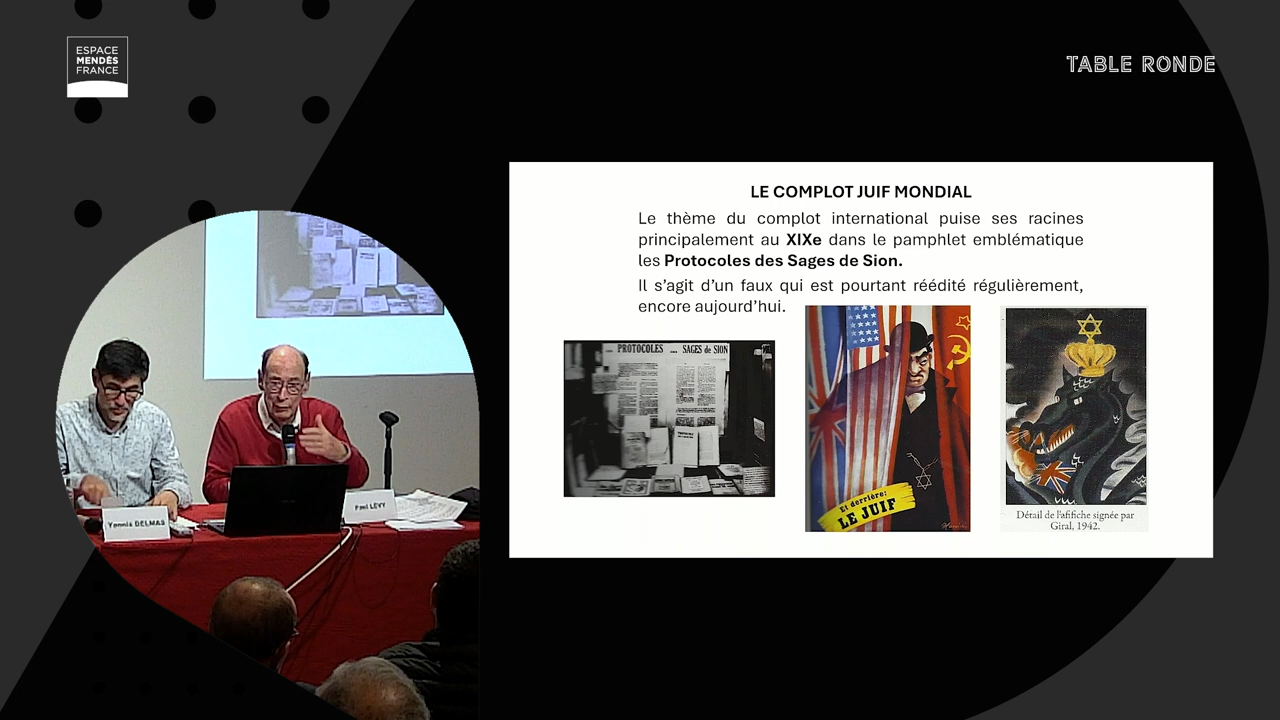 ESPACE
MENDÈS
FRANCE
TABLE RONDE
LE COMPLOT JUIF MONDIAL
Le thème du complot international puise ses racines
principalement au XIXe dans le pamphlet emblématique
les Protocoles des Sages de Sion.
Il s’agit d’un faux qui est pourtant réédité régulièrement,
encore aujourd’hui.
PROTOCOLES SAGES de SION
Et derrière:
LE JUIF
Détail de l'affiche signée par
Giral, 1942.
Yannis DELMAS
Paul LÉVY